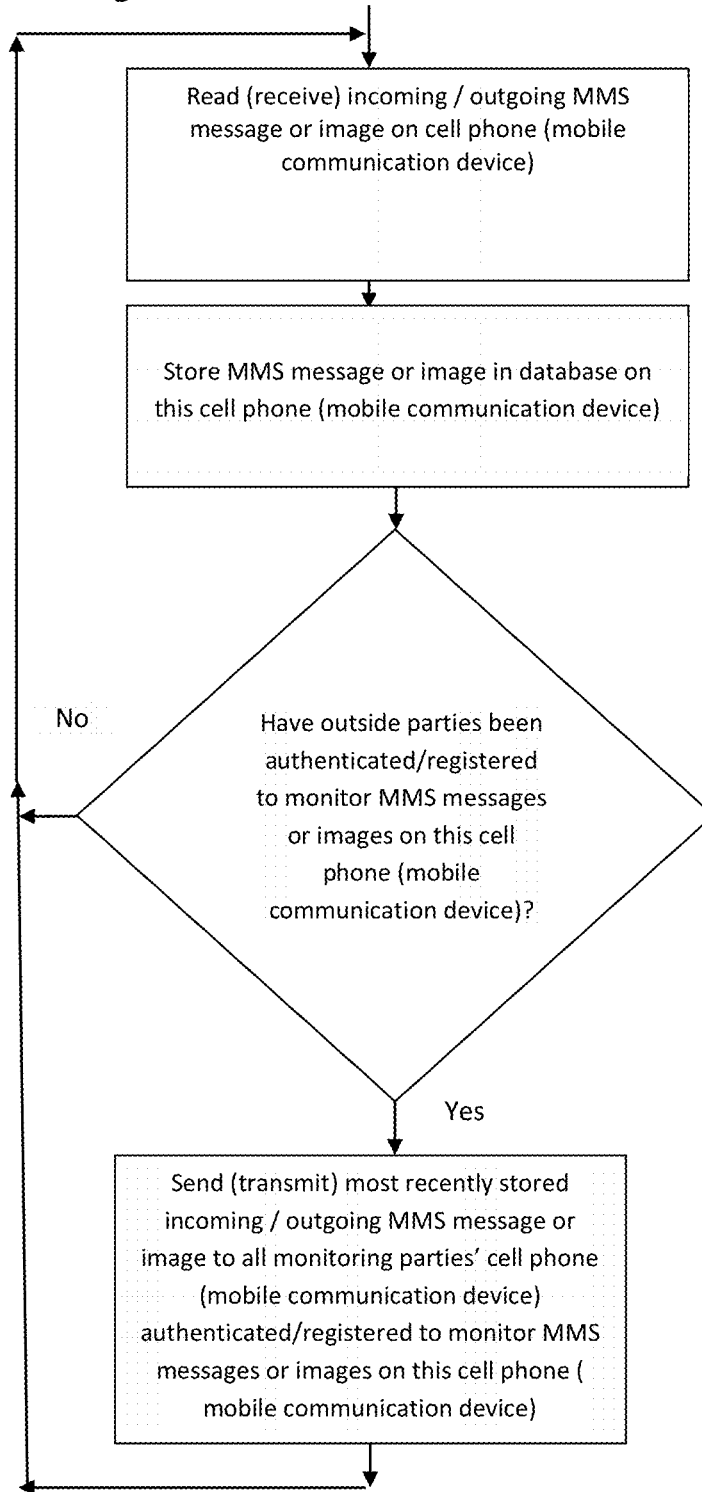 Read (receive) incoming / outgoing MMS
message or image on cell phone (mobile
communication device)
Store MMS message or image in database on
this cell phone (mobile communication device)
No
Have outside parties been
authenticated/registered
to monitor MMS messages
or images on this cell
phone (mobile
communication device)?
Yes
Send (transmit) most recently stored
incoming / outgoing MMS message or
image to all monitoring parties' cell phone
(mobile communication device)
authenticated/registered to monitor MMS
messages or images on this cell phone (
mobile communication device)